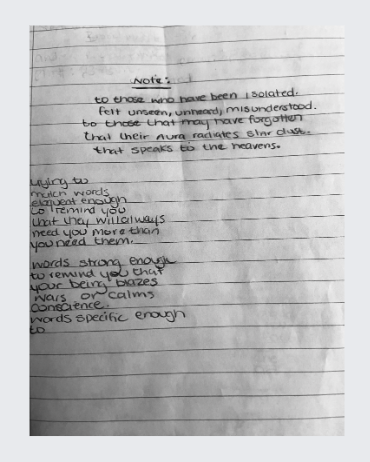 Note:
to those who have been isolated.
felt unseen, unheard, misunderstood.
to those that may have forgotten
that their Aura radiates star dust.
that speaks to the heavens.
trying to
match words
eloquent enough
to remind you
that they will always
need you more than
you need them.
words strong enough
to remind you that
your being blazes
wars or calms
conscience.
words specific enough
to